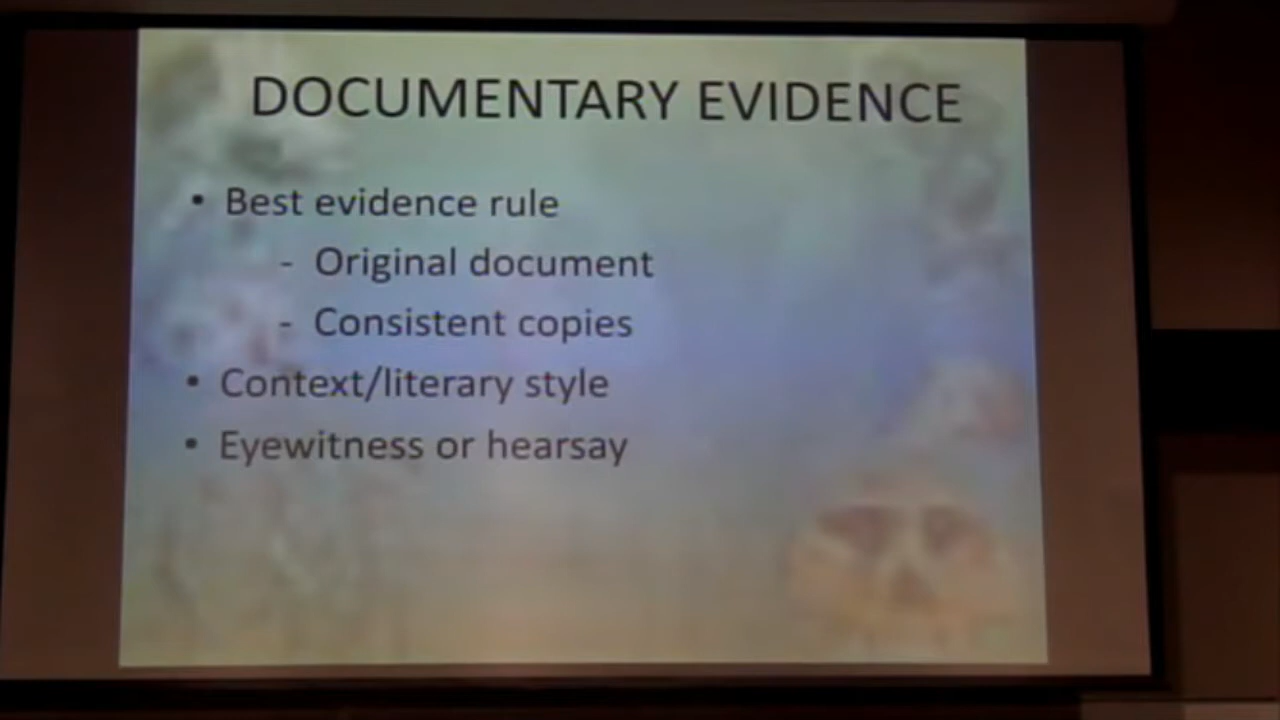 DOCUMENTARY EVIDENCE
• Best evidence rule
- Original document
- Consistent copies
• Context/literary style
• Eyewitness or hearsay